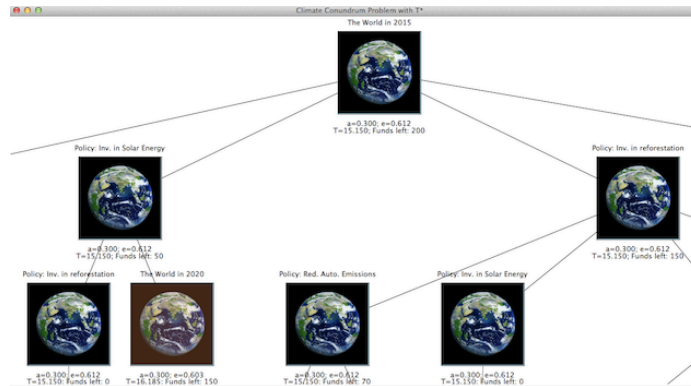 Climate Conundrum Problem with T*
The World in 2015
a=0.300; e=0.612
T=15.150; Funds left: 200
Policy: Inv. in Solar Energy
Policy: Inv. in reforestation
a=0.300; e=0.612
T=15.150; Funds left: 50
a=0.300; e=0.612
T=15.150; Funds left: 150
Policy: Inv. in reforestation
The World in 2020
Policy: Red. Auto. Emissions
Policy: Inv. in Solar Energy
a=0.300; e=0.612
T=15.150; Funds left: 0
a=0.300; e=0.603
T=16.185; Funds left: 150
a=0.300; e=0.612
T=15/150; Funds left: 70
a=0.300; e=0.612
T=15.150; Funds left: 0